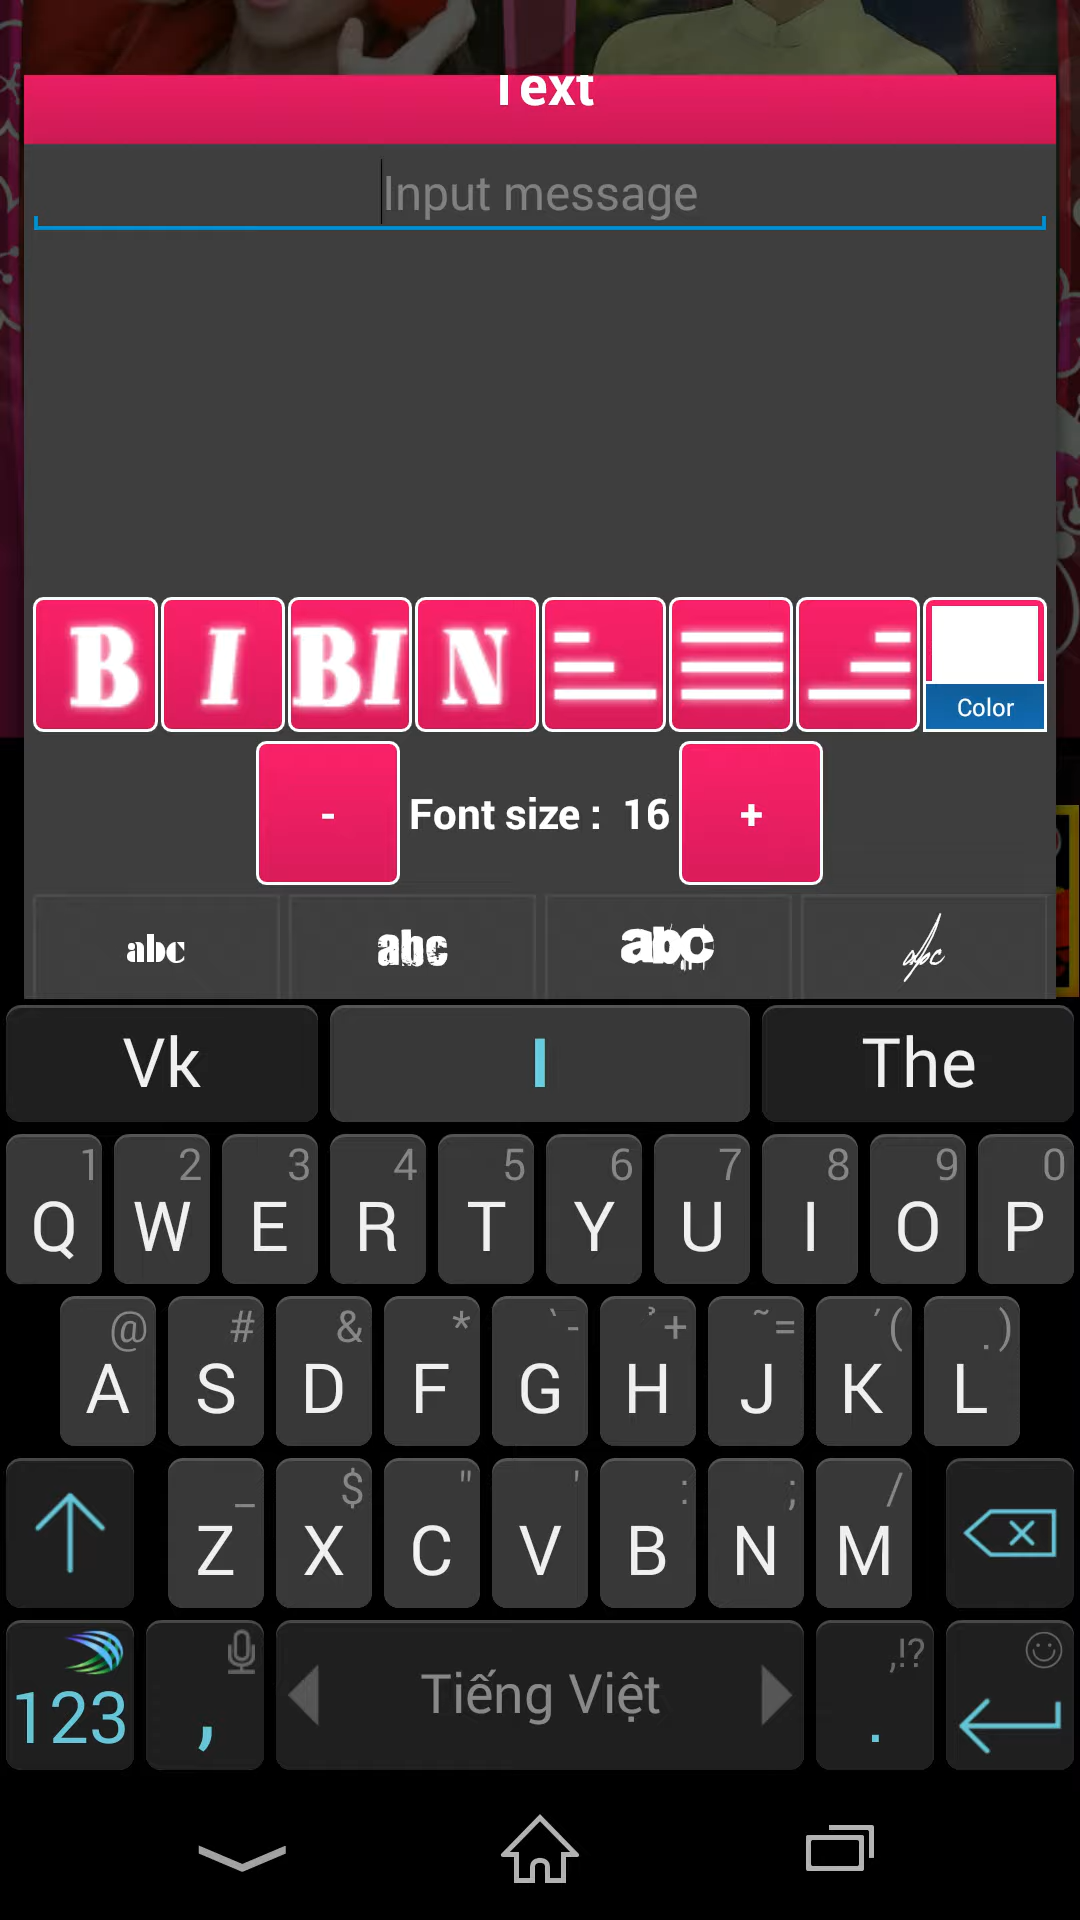 Text
Input message
B I BI N
Color
- Font size : 16 +
abc abc abc abc
Vk I The
1 2 3 4 5 6 7 8 9 0
Q W E R T Y U I O P
@ # & * ` - ̉ + ~ = ´ ( . )
A S D F G H J K L
_ $ " ' : ; /
Z X C V B N M
,!?
123 , Tiếng Việt .